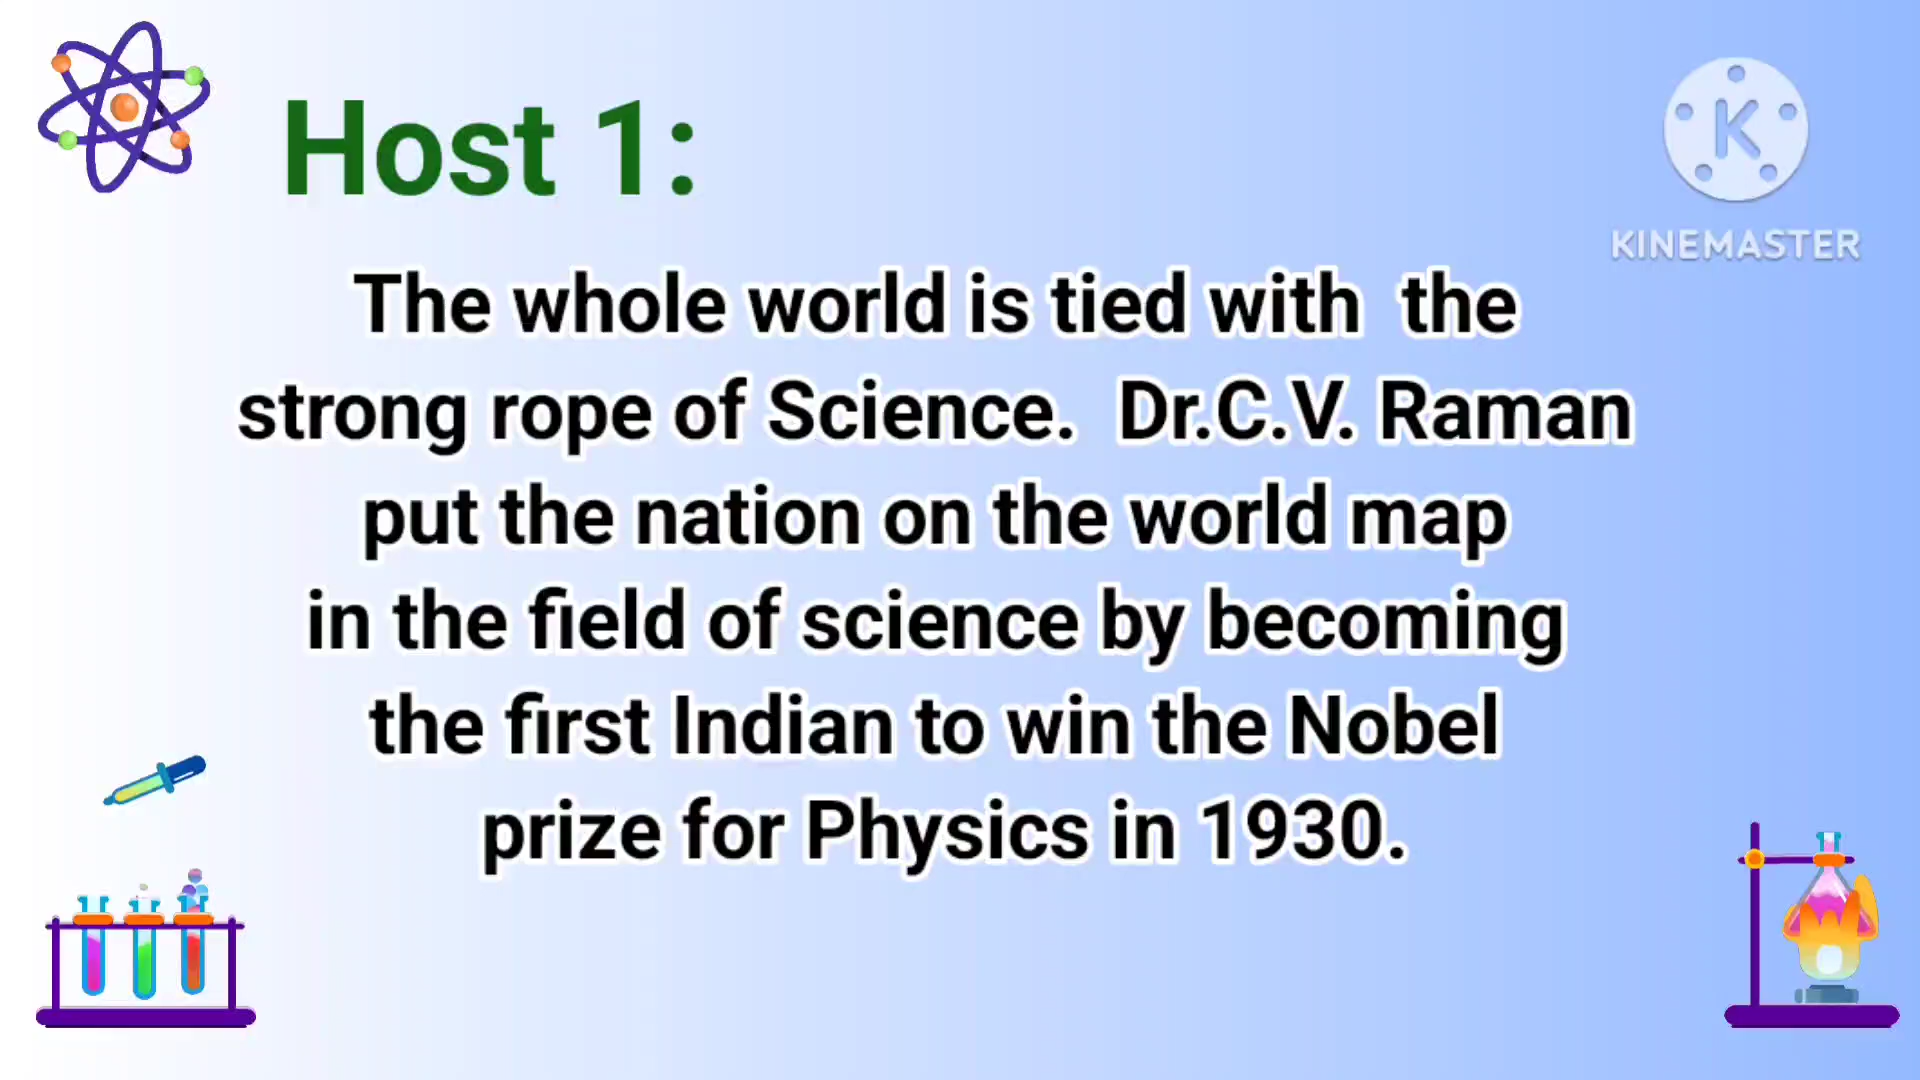 Host 1:
K
KINEMASTER
The whole world is tied with the
strong rope of Science. Dr.C.V. Raman
put the nation on the world map
in the field of science by becoming
the first Indian to win the Nobel
prize for Physics in 1930.